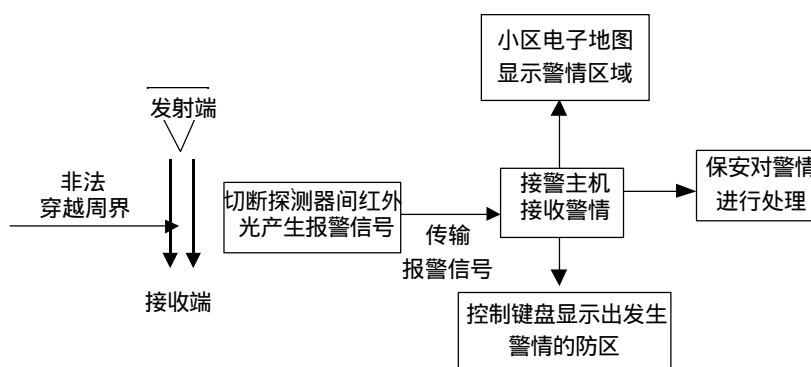 小区电子地图
显示警情区域
发射端
非法
穿越周界
切断探测器间红外
光产生报警信号
传输
报警信号
接警主机
接收警情
保安对警情
进行处理
接收端
控制键盘显示出发生
警情的防区